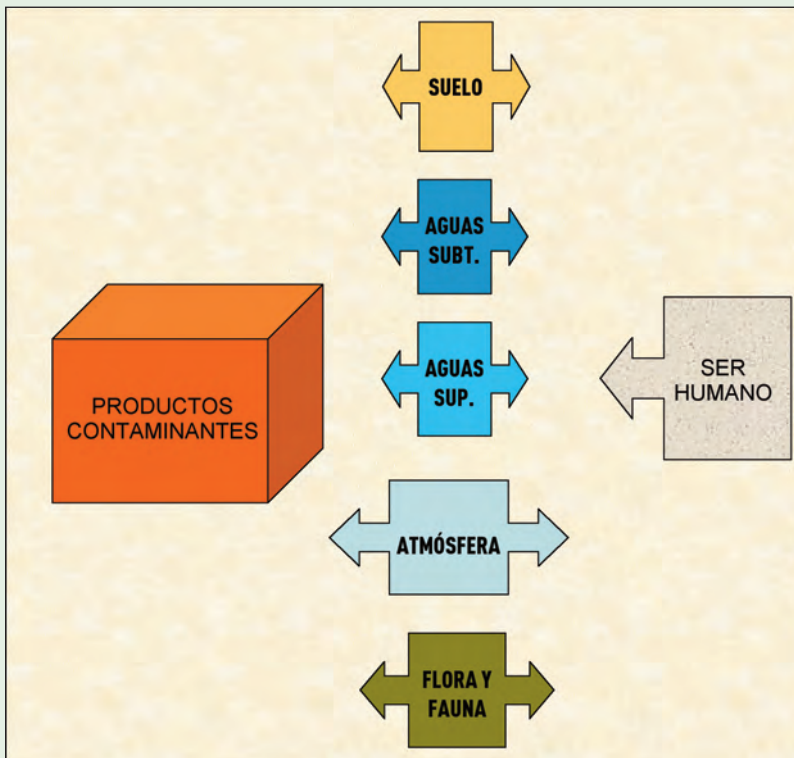 SUELO
AGUAS
SUBT.
PRODUCTOS
CONTAMINANTES
AGUAS
SUP.
SER
HUMANO
ATMÓSFERA
FLORA Y
FAUNA